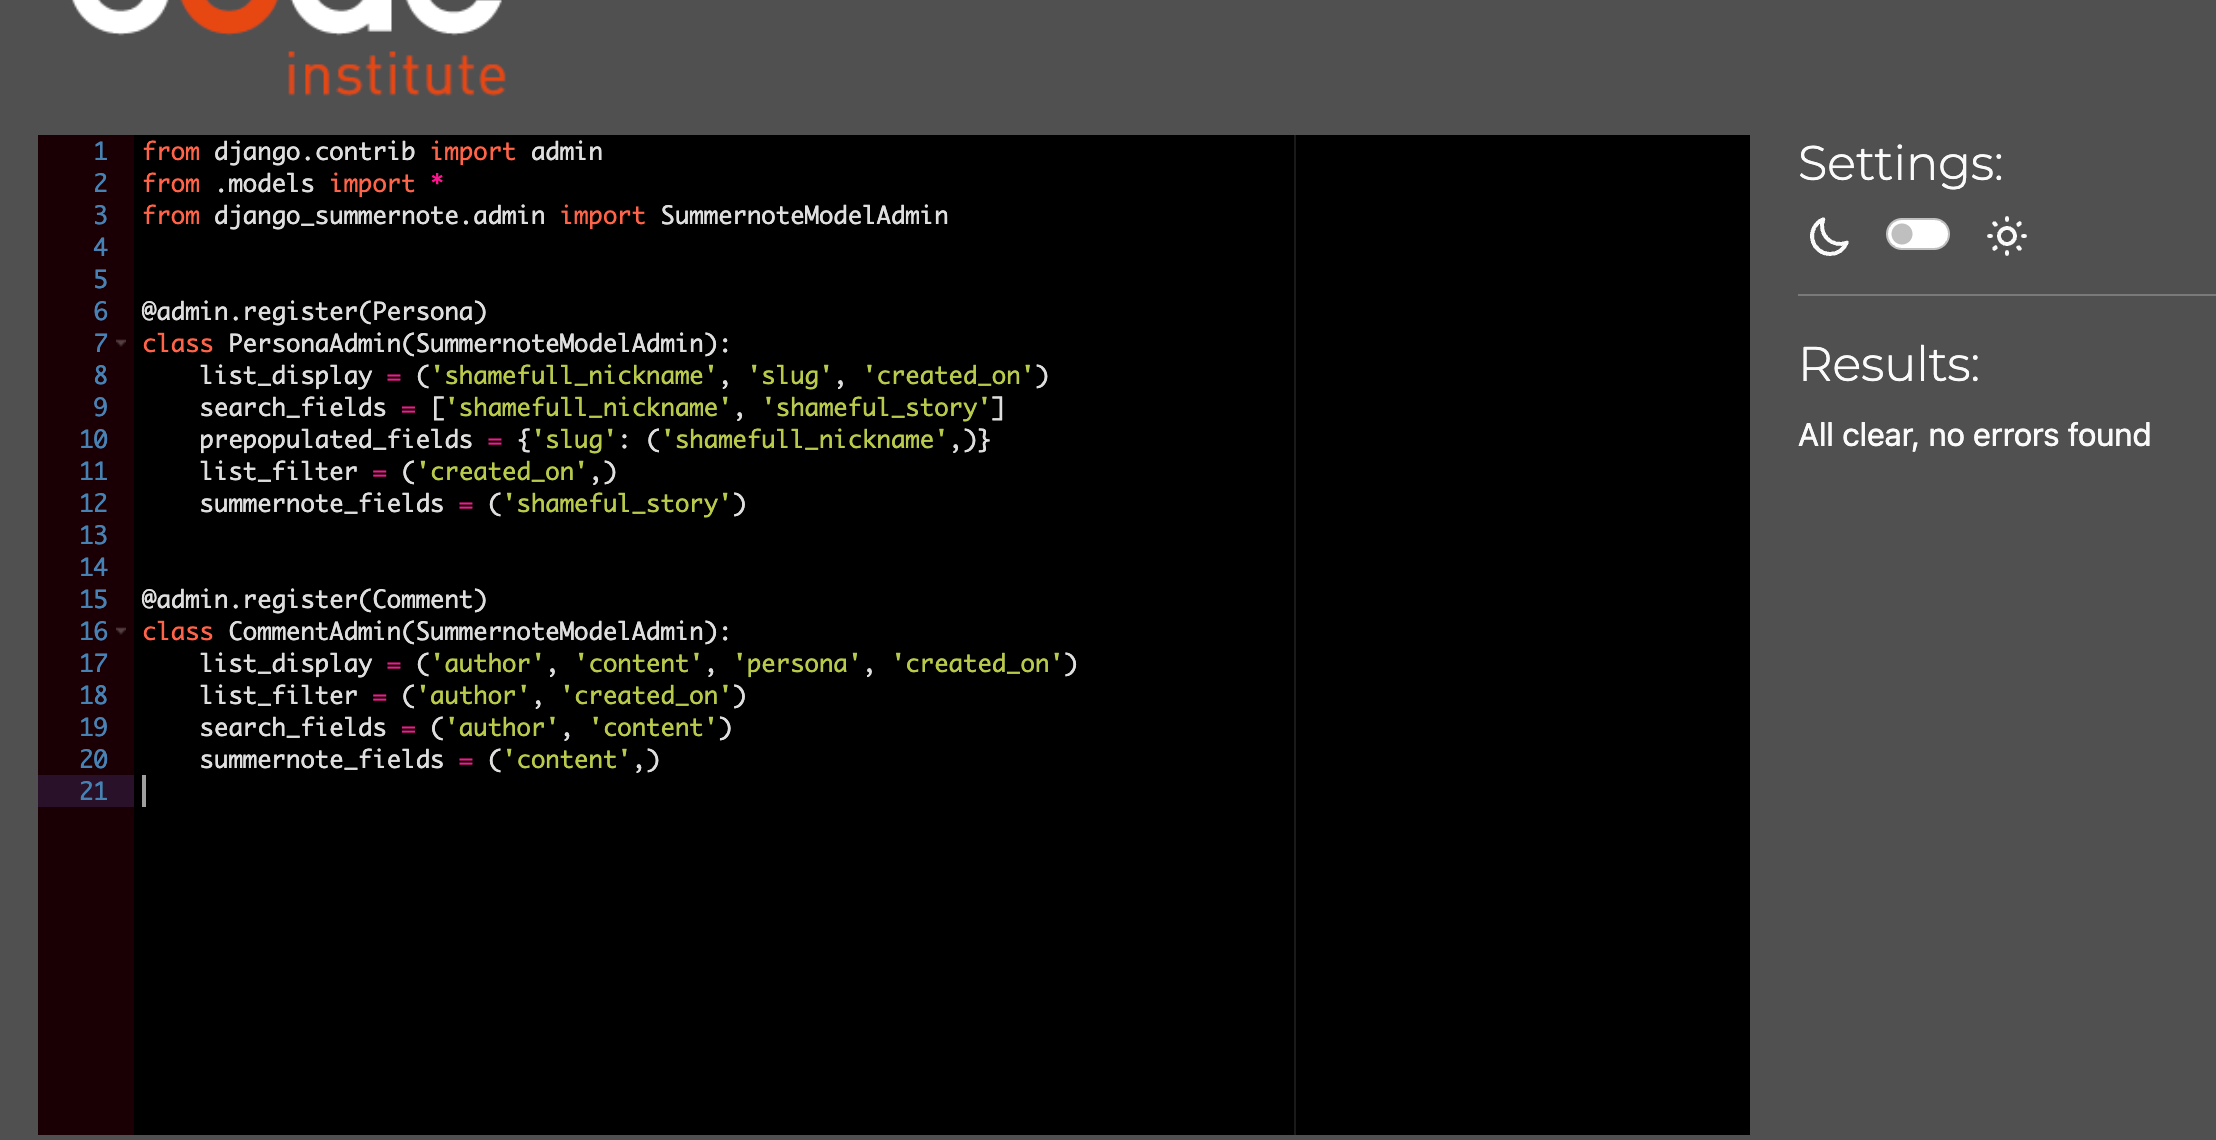 institute
1 from django.contrib import admin
2 from .models import *
3 from django_summernote.admin import SummernoteModelAdmin
4
5
6 @admin.register(Persona)
7 class PersonaAdmin(SummernoteModelAdmin):
8     list_display = ('shamefull_nickname', 'slug', 'created_on')
9     search_fields = ['shamefull_nickname', 'shameful_story']
10     prepopulated_fields = {'slug': ('shamefull_nickname',)}
11     list_filter = ('created_on',)
12     summernote_fields = ('shameful_story')
13
14
15 @admin.register(Comment)
16 class CommentAdmin(SummernoteModelAdmin):
17     list_display = ('author', 'content', 'persona', 'created_on')
18     list_filter = ('author', 'created_on')
19     search_fields = ('author', 'content')
20     summernote_fields = ('content',)
21
Settings:
Results:
All clear, no errors found